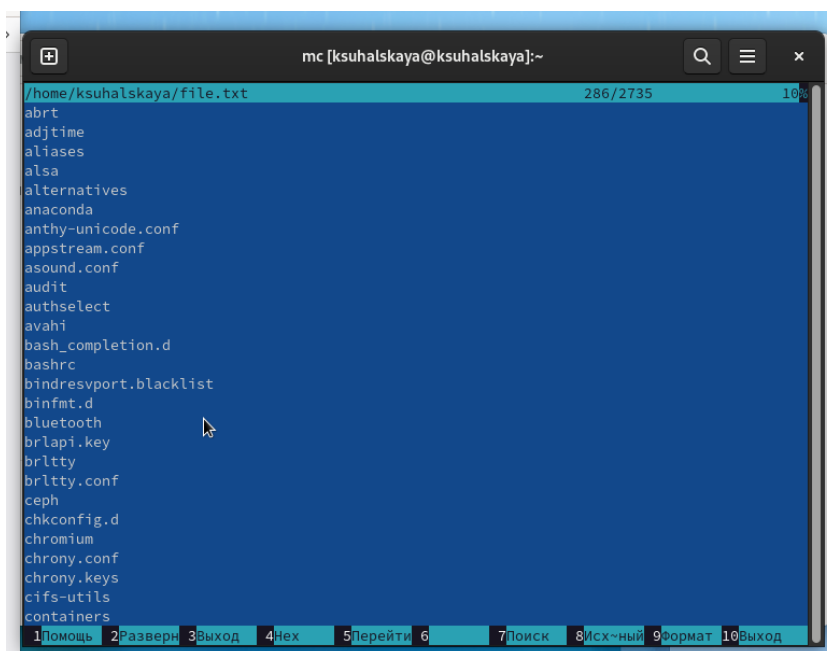 mc [ksuhalskaya@ksuhalskaya]:~
/home/ksuhalskaya/file.txt 286/2735 10%
abrt
adjtime
aliases
alsa
alternatives
anaconda
anthy-unicode.conf
appstream.conf
asound.conf
audit
authselect
avahi
bash_completion.d
bashrc
bindresvport.blacklist
binfmt.d
bluetooth
brlapi.key
brltty
brltty.conf
ceph
chkconfig.d
chromium
chrony.conf
chrony.keys
cifs-utils
containers
1Помощь 2Разверн 3Выход 4Hex 5Перейти 6 7Поиск 8Исх~ный 9Формат 10Выход